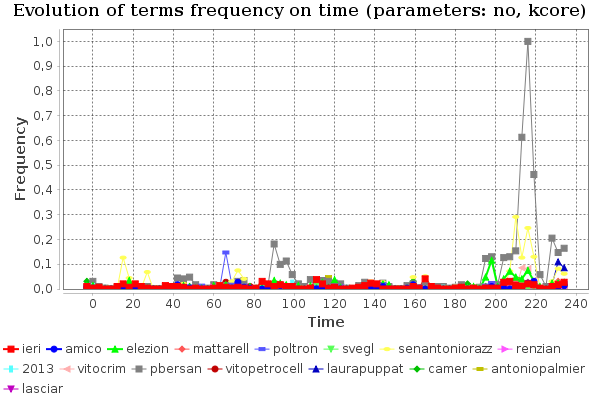 Evolution of terms frequency on time (parameters: no, kcore)
1,0
0,9
0,8
0,7
0,6
0,5
0,4
0,3
0,2
0,1
0,0
Frequency
0 20 40 60 80 100 120 140 160 180 200 220 240
Time
ieri amico elezion mattarell poltron svegl senantoniorazz renzian
2013 vitocrim pbersan vitopetrocell laurapuppat camer antoniopalmier
lasciar